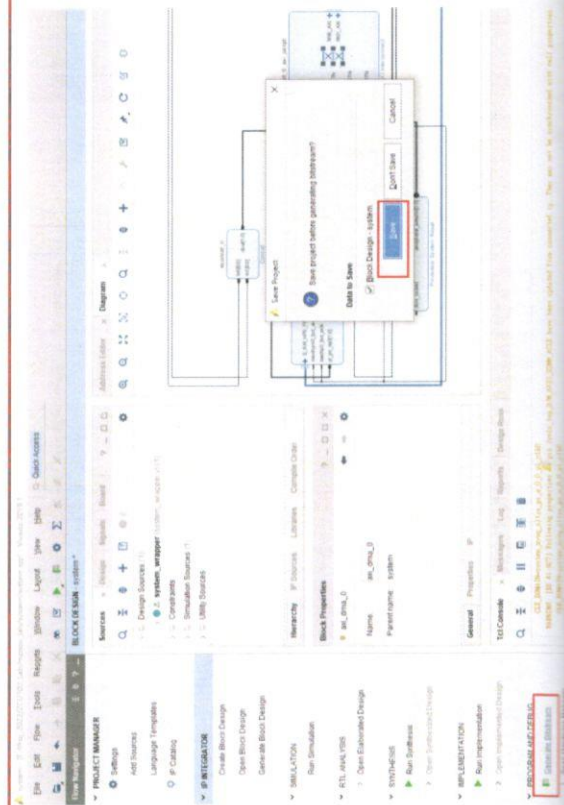 File Edit Flow Tools Reports Window Layout View Help Quick Access
Flow Navigator
PROJECT MANAGER
Settings
Add Sources
Language Templates
IP Catalog
IP INTEGRATOR
Create Block Design
Open Block Design
Generate Block Design
SIMULATION
Run Simulation
RTL ANALYSIS
Open Elaborated Design
SYNTHESIS
Run Synthesis
Open Synthesized Design
IMPLEMENTATION
Run Implementation
Open Implemented Design
PROGRAM AND DEBUG
Generate Bitstream
BLOCK DESIGN - system *
Sources Design Signals Board
Design Sources (1)
system_wrapper
Constraints
Simulation Sources (1)
Utility Sources
Hierarchy IP Sources Libraries Compile Order
Block Properties
axi_dma_0
Name axi_dma_0
Parent name system
General Properties IP
Tcl Console Messages Log Reports Design Runs
Address Editor Diagram
Save Project
Save project before generating bitstream?
Data to Save
Block Design - system
Save Don't Save Cancel